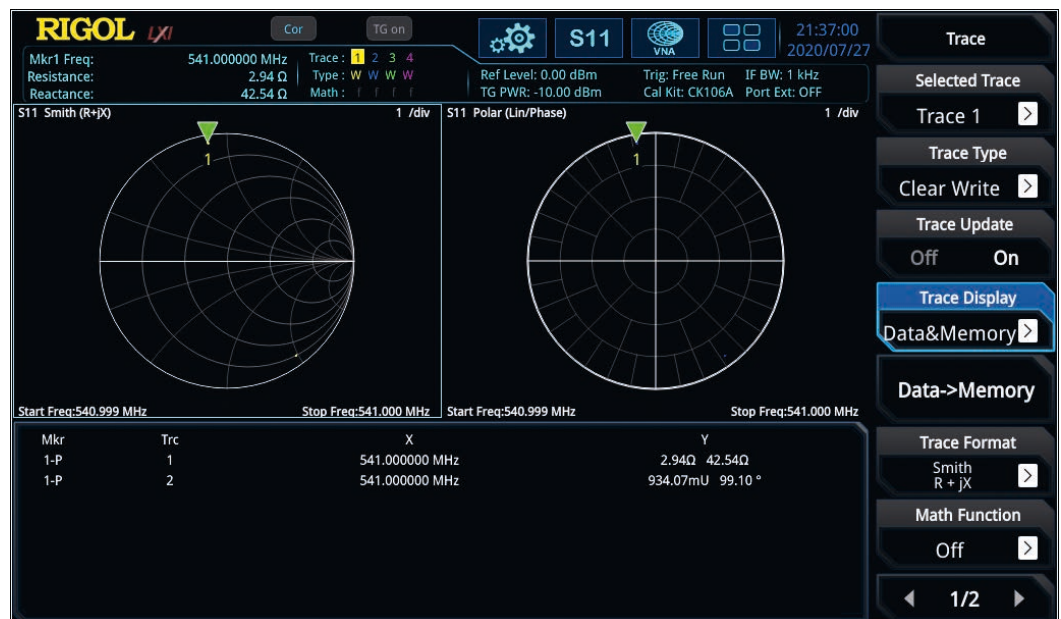 RIGOL LXI Cor TG on S11 VNA 21:37:00
2020/07/27
Mkr1 Freq: 541.000000 MHz
Resistance: 2.94 Ω
Reactance: 42.54 Ω
Trace : 1 2 3 4
Type : W W W W
Math : f f f f
Ref Level: 0.00 dBm Trig: Free Run IF BW: 1 kHz
TG PWR: -10.00 dBm Cal Kit: CK106A Port Ext: OFF
S11 Smith (R+jX) 1 /div
1
Start Freq:540.999 MHz Stop Freq:541.000 MHz
S11 Polar (Lin/Phase) 1 /div
1
Start Freq:540.999 MHz Stop Freq:541.000 MHz
Mkr Trc X Y
1-P 1 541.000000 MHz 2.94Ω 42.54Ω
1-P 2 541.000000 MHz 934.07mU 99.10 °
Trace
Selected Trace
Trace 1 >
Trace Type
Clear Write >
Trace Update
Off On
Trace Display
Data&Memory >
Data->Memory
Trace Format
Smith
R + jX >
Math Function
Off >
1/2